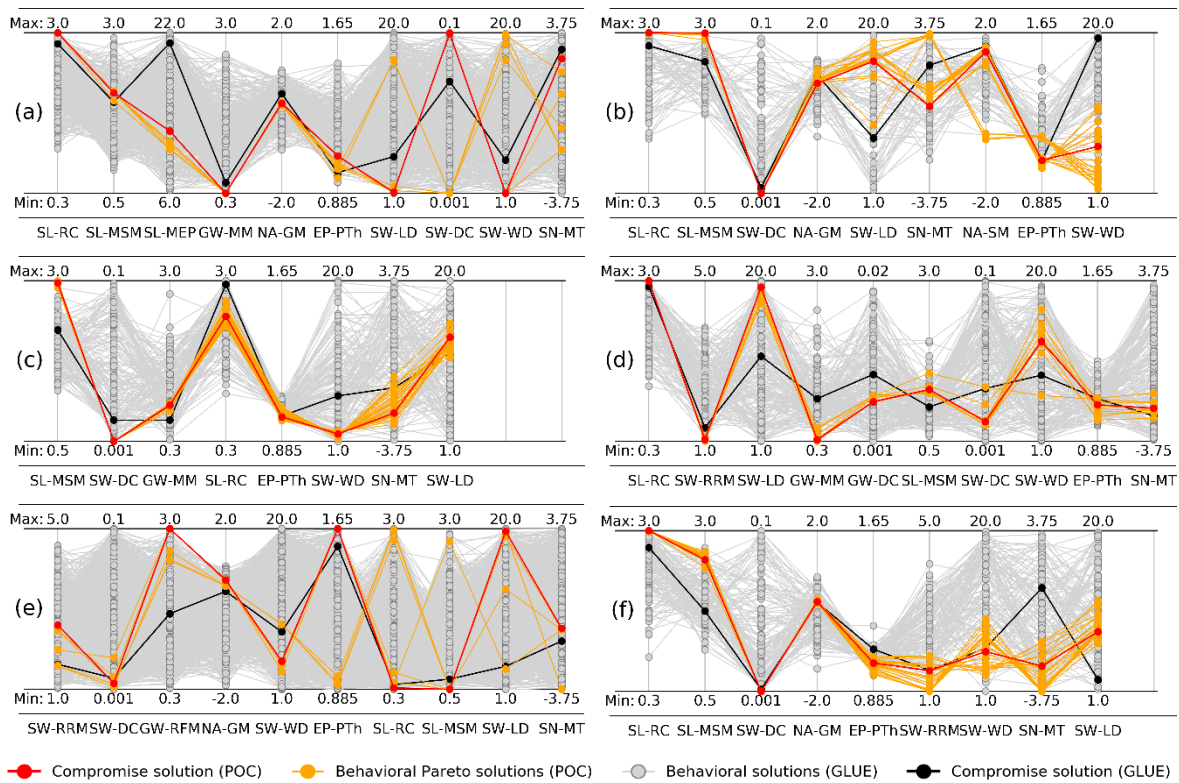 Max: 3.0 3.0 22.0 3.0 2.0 1.65 20.0 0.1 20.0 3.75
(a)
Min: 0.3 0.5 6.0 0.3 -2.0 0.885 1.0 0.001 1.0 -3.75
SL-RC SL-MSM SL-MEP GW-MM NA-GM EP-PTh SW-LD SW-DC SW-WD SN-MT
Max: 3.0 3.0 0.1 2.0 20.0 3.75 2.0 1.65 20.0
(b)
Min: 0.3 0.5 0.001 -2.0 1.0 -3.75 -2.0 0.885 1.0
SL-RC SL-MSM SW-DC NA-GM SW-LD SN-MT NA-SM EP-PTh SW-WD
Max: 3.0 0.1 3.0 3.0 1.65 20.0 3.75 20.0
(c)
Min: 0.5 0.001 0.3 0.3 0.885 1.0 -3.75 1.0
SL-MSM SW-DC GW-MM SL-RC EP-PTh SW-WD SN-MT SW-LD
Max: 3.0 5.0 20.0 3.0 0.02 3.0 0.1 20.0 1.65 3.75
(d)
Min: 0.3 1.0 1.0 0.3 0.001 0.5 0.001 1.0 0.885 -3.75
SL-RC SW-RRM SW-LD GW-MM GW-DC SL-MSM SW-DC SW-WD EP-PTh SN-MT
Max: 5.0 0.1 3.0 2.0 20.0 1.65 3.0 3.0 20.0 3.75
(e)
Min: 1.0 0.001 0.3 -2.0 1.0 0.885 0.3 0.5 1.0 -3.75
SW-RRM SW-DC GW-RFM NA-GM SW-WD EP-PTh SL-RC SL-MSM SW-LD SN-MT
Max: 3.0 3.0 0.1 2.0 1.65 5.0 20.0 3.75 20.0
(f)
Min: 0.3 0.5 0.001 -2.0 0.885 1.0 1.0 -3.75 1.0
SL-RC SL-MSM SW-DC NA-GM EP-PTh SW-RRM SW-WD SN-MT SW-LD
Compromise solution (POC) Behavioral Pareto solutions (POC) Behavioral solutions (GLUE) Compromise solution (GLUE)